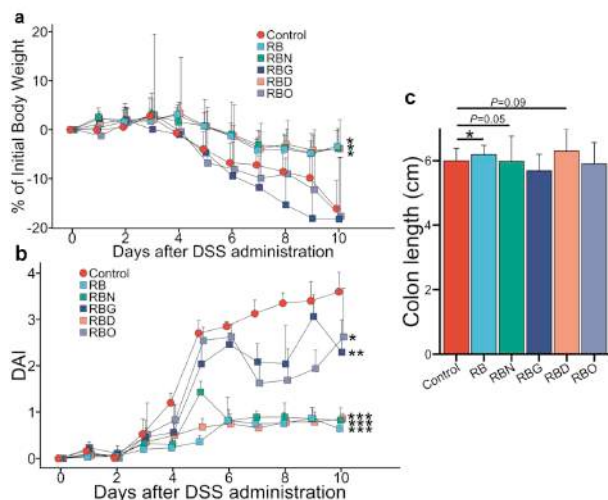 a
% of Initial Body Weight
20
10
0
-10
-20
Control
RB
RBN
RBG
RBD
RBO
*
*
*
0
2
4
6
8
10
Days after DSS administration
b
DAI
4
3
2
1
0
Control
RB
RBN
RBG
RBD
RBO
*
**
***
***
***
0
2
4
6
8
10
Days after DSS administration
c
P=0.09
P=0.05
*
Colon length (cm)
6
4
2
0
Control
RB
RBN
RBG
RBD
RBO